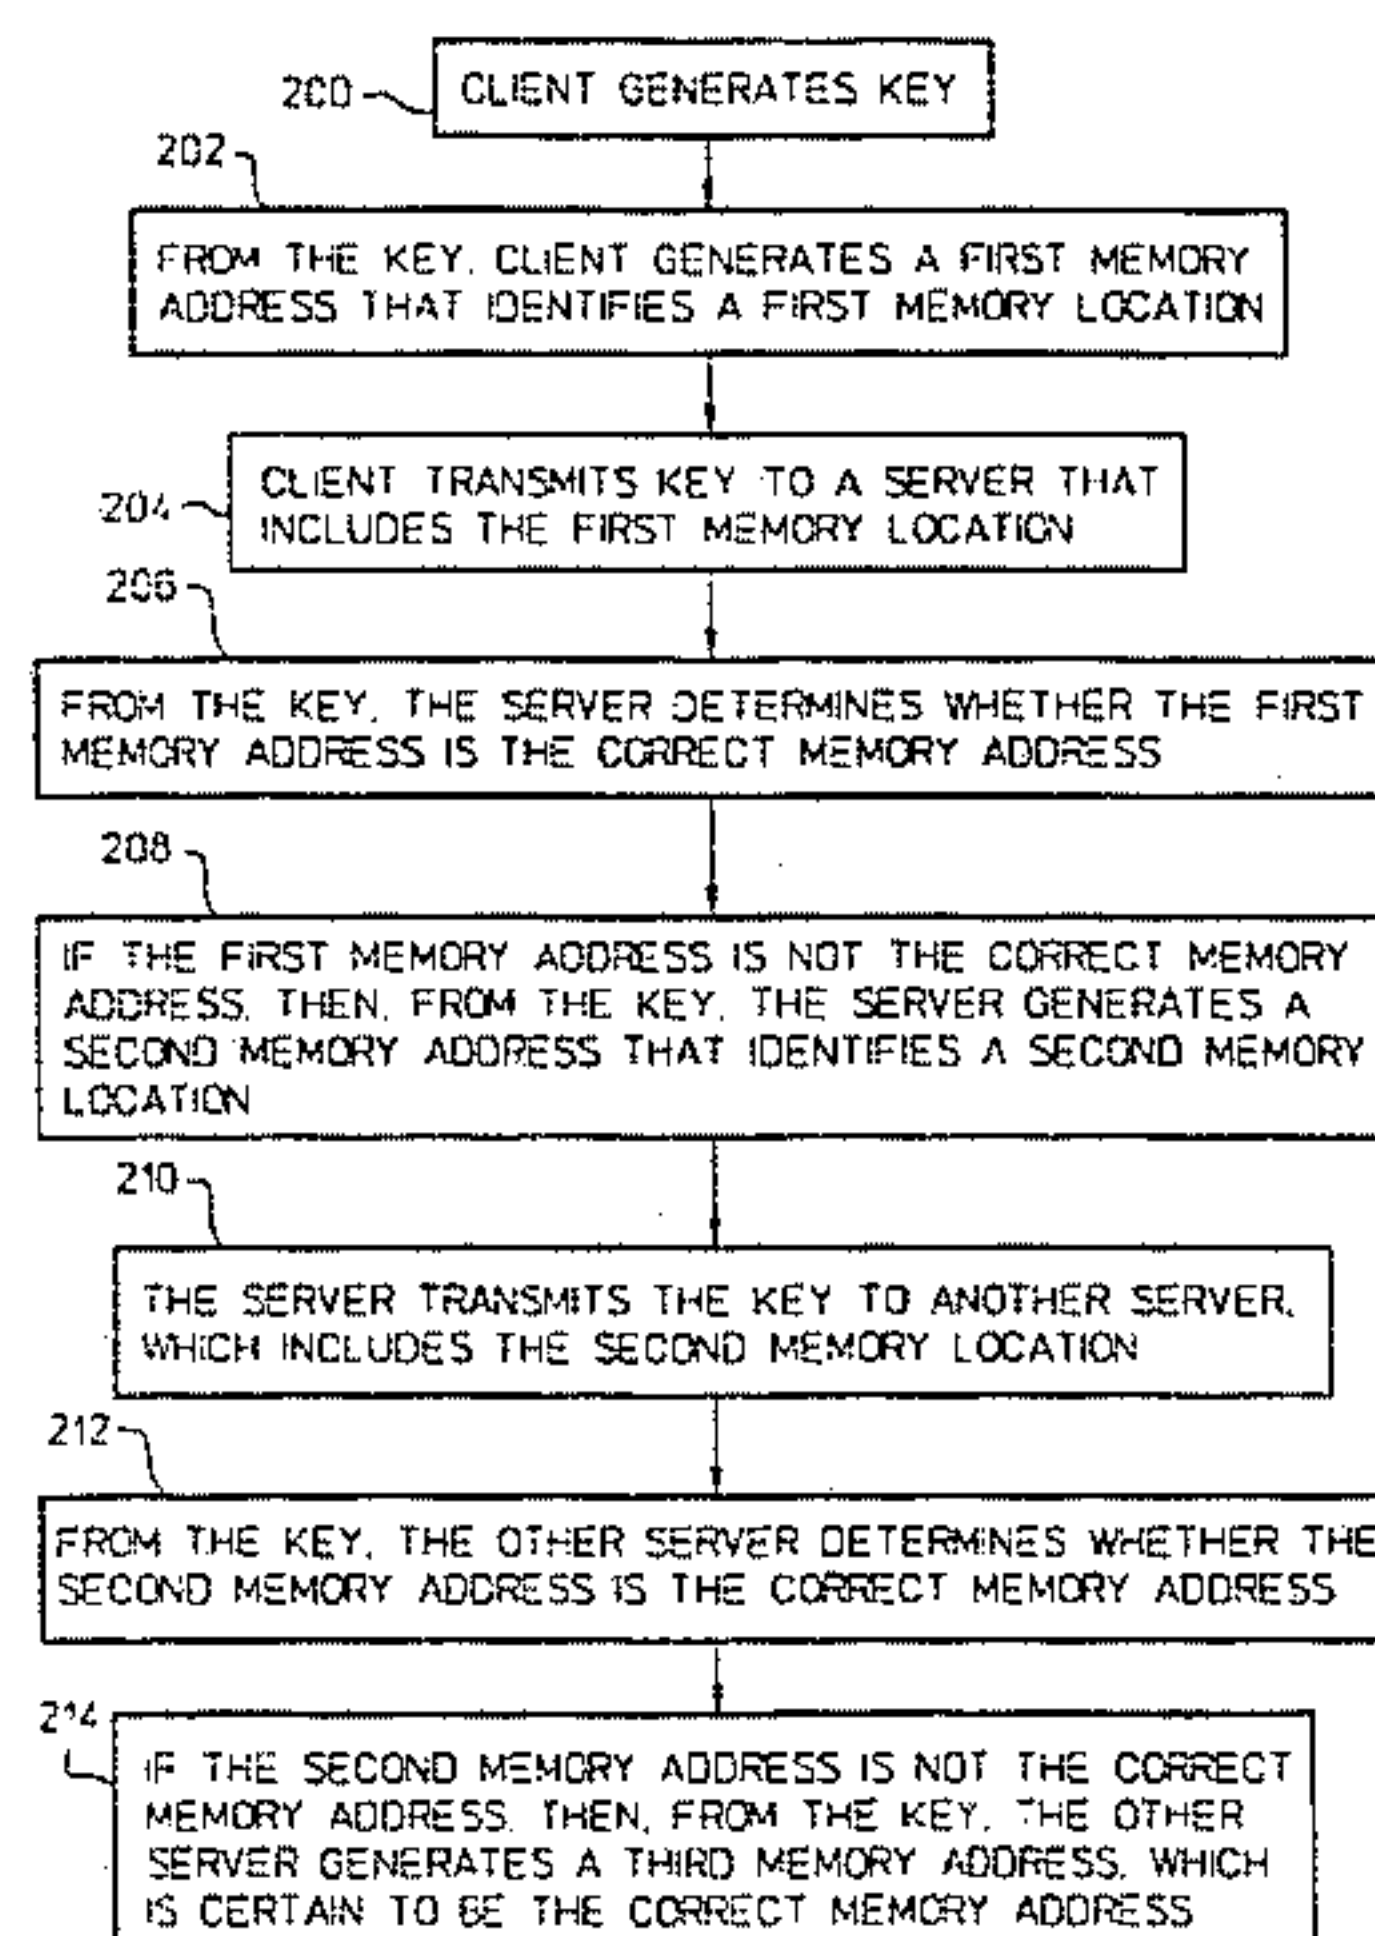 200
CLIENT GENERATES KEY
202
FROM THE KEY, CLIENT GENERATES A FIRST MEMORY
ADDRESS THAT IDENTIFIES A FIRST MEMORY LOCATION
204
CLIENT TRANSMITS KEY TO A SERVER THAT
INCLUDES THE FIRST MEMORY LOCATION
206
FROM THE KEY, THE SERVER DETERMINES WHETHER THE FIRST
MEMORY ADDRESS IS THE CORRECT MEMORY ADDRESS
208
IF THE FIRST MEMORY ADDRESS IS NOT THE CORRECT MEMORY
ADDRESS, THEN, FROM THE KEY, THE SERVER GENERATES A
SECOND MEMORY ADDRESS THAT IDENTIFIES A SECOND MEMORY
LOCATION
210
THE SERVER TRANSMITS THE KEY TO ANOTHER SERVER,
WHICH INCLUDES THE SECOND MEMORY LOCATION
212
FROM THE KEY, THE OTHER SERVER DETERMINES WHETHER THE
SECOND MEMORY ADDRESS IS THE CORRECT MEMORY ADDRESS
214
IF THE SECOND MEMORY ADDRESS IS NOT THE CORRECT
MEMORY ADDRESS, THEN, FROM THE KEY, THE OTHER
SERVER GENERATES A THIRD MEMORY ADDRESS, WHICH
IS CERTAIN TO BE THE CORRECT MEMORY ADDRESS